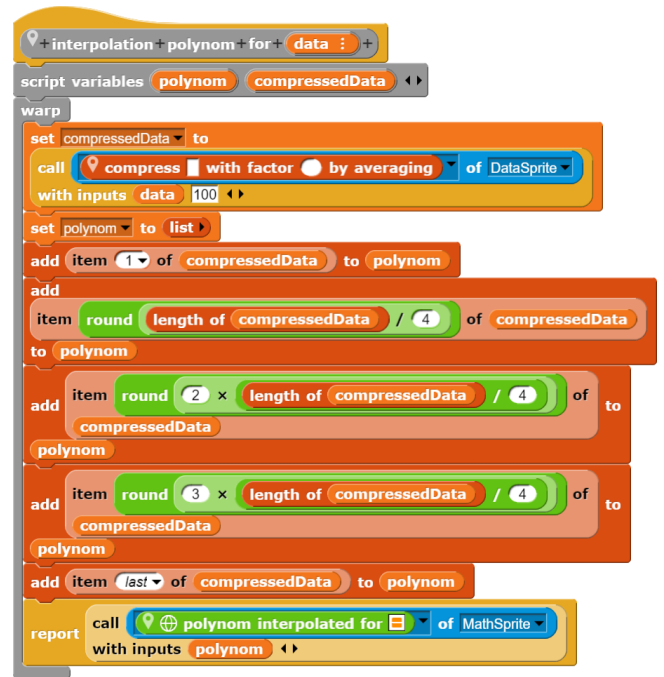 + interpolation + polynom + for + data ⋮ +
script variables polynom compressedData
warp
set compressedData to
call compress with factor by averaging of DataSprite
with inputs data 100
set polynom to list
add item 1 of compressedData to polynom
add
item round length of compressedData / 4 of compressedData
to polynom
add item round 2 × length of compressedData / 4 of
compressedData to
polynom
add item round 3 × length of compressedData / 4 of
compressedData to
polynom
add item last of compressedData to polynom
report call polynom interpolated for of MathSprite
with inputs polynom